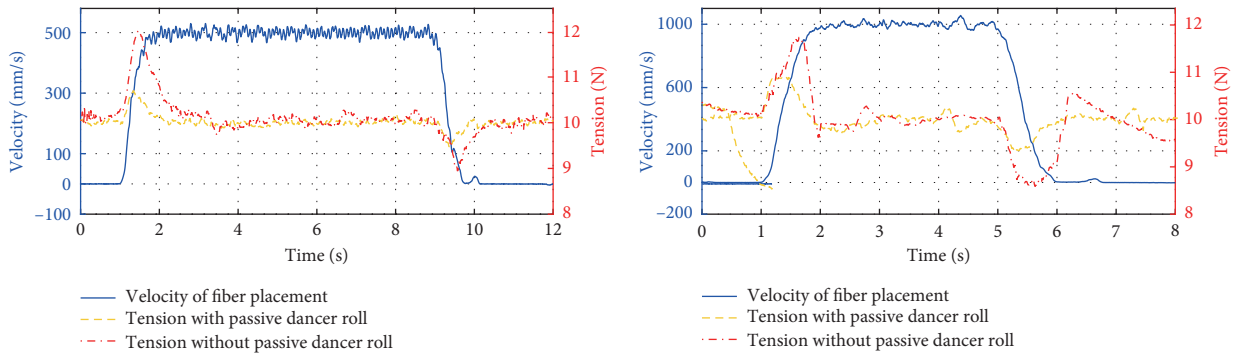 Velocity (mm/s)
500
300
100
0
−100
12
11
10
9
8
Tension (N)
0 2 4 6 8 10 12
Time (s)
Velocity of fiber placement
Tension with passive dancer roll
Tension without passive dancer roll
Velocity (mm/s)
1000
600
400
200
0
−200
12
11
10
9
8
Tension (N)
0 1 2 3 4 5 6 7 8
Time (s)
Velocity of fiber placement
Tension with passive dancer roll
Tension without passive dancer roll